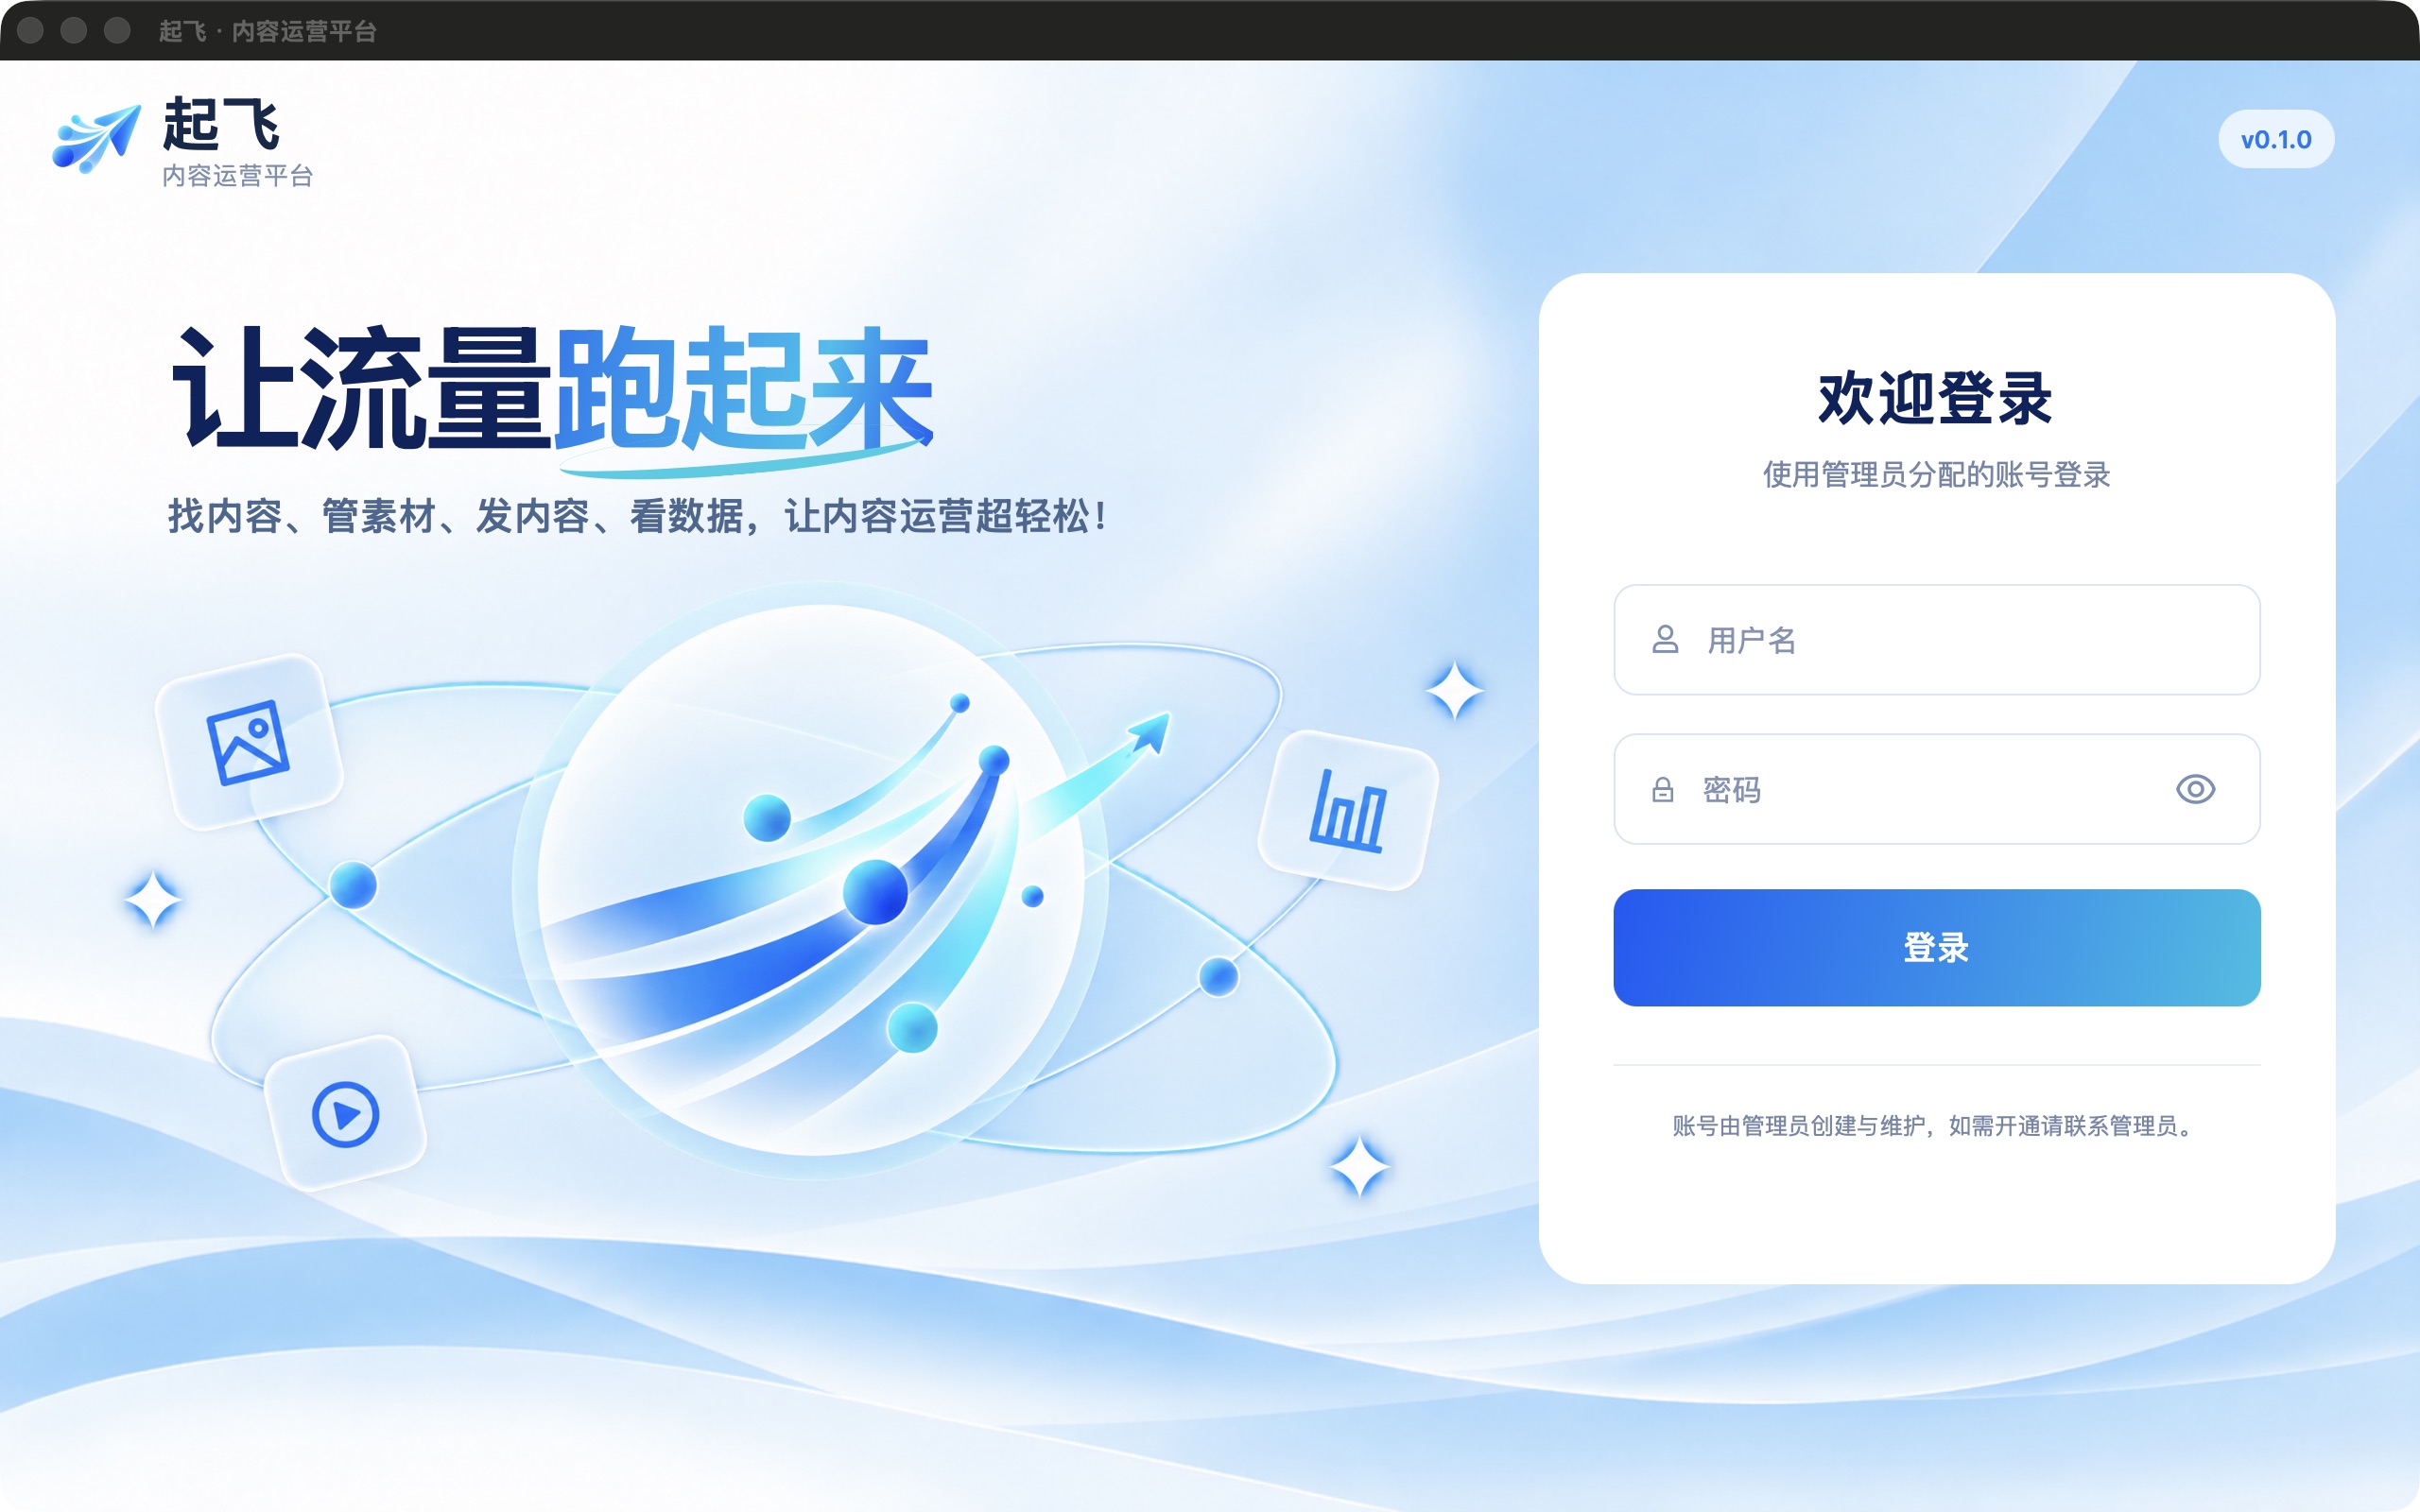 起飞 · 内容运营平台
起飞
内容运营平台
v0.1.0
让流量跑起来
找内容、管素材、发内容、看数据，让内容运营超轻松！
欢迎登录
使用管理员分配的账号登录
用户名
密码
登录
账号由管理员创建与维护，如需开通请联系管理员。